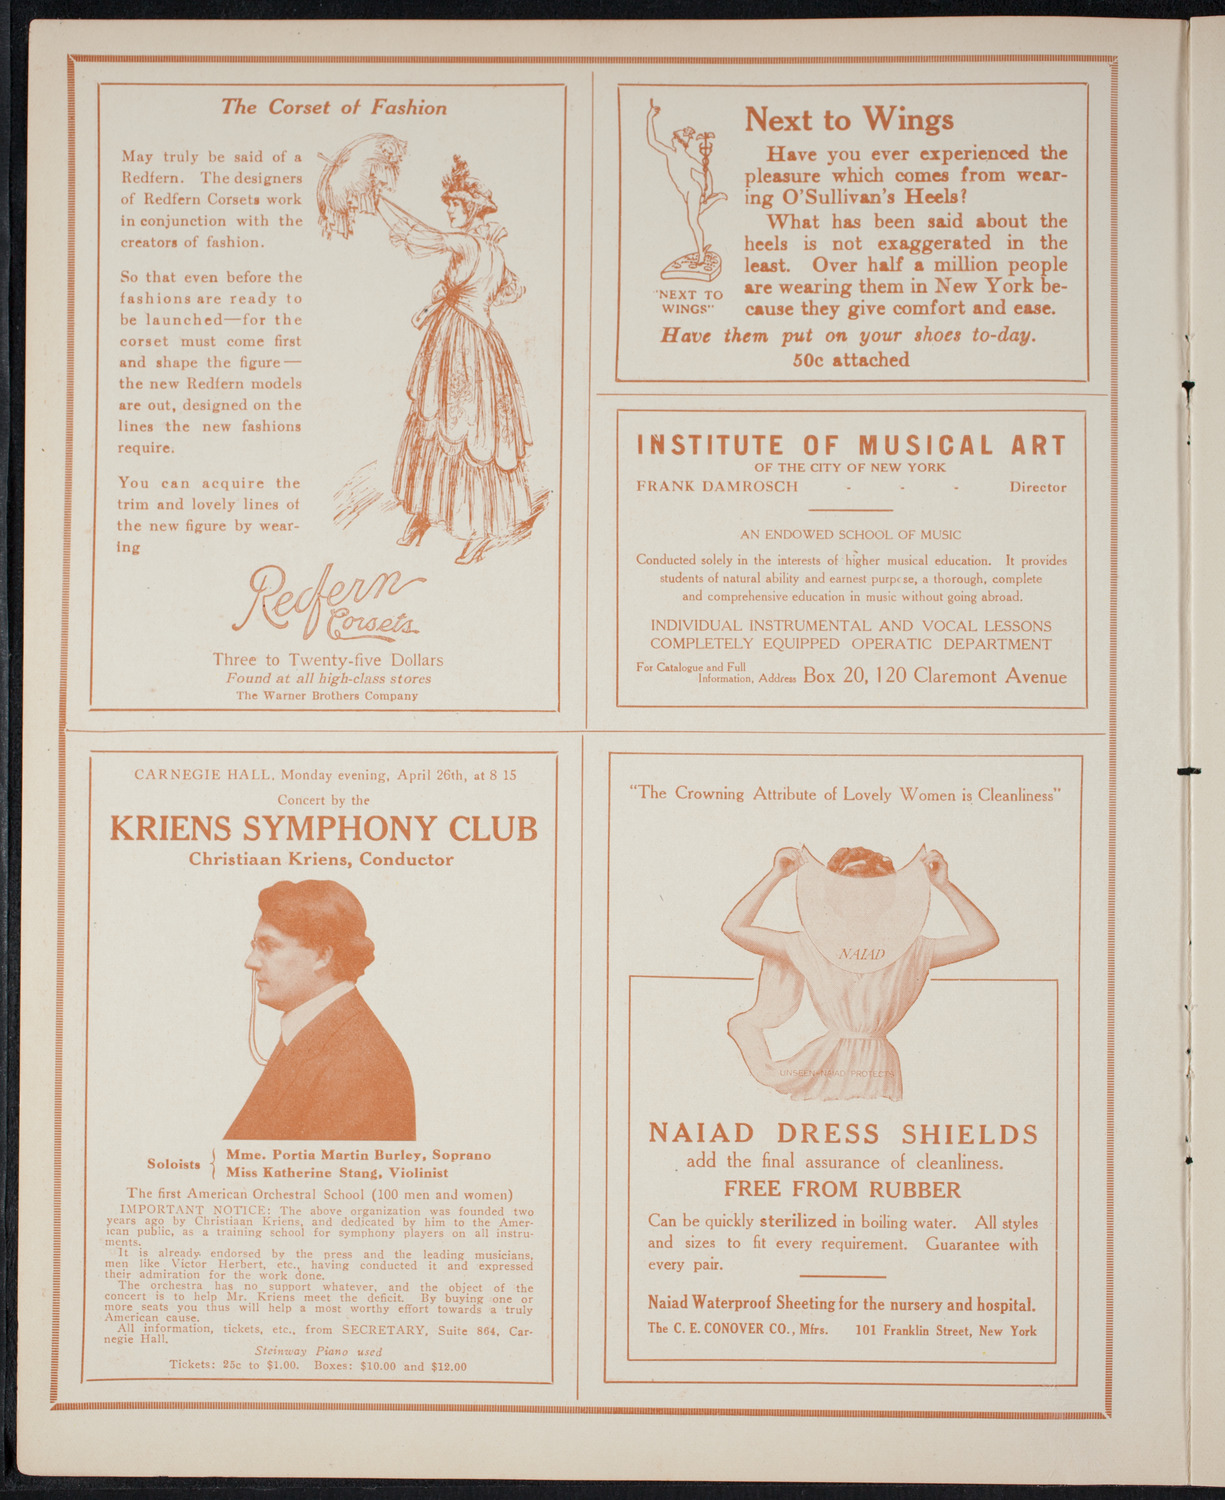 The Corset of Fashion
May truly be said of a
Redfern. The designers
of Redfern Corsets work
in conjunction with the
creators of fashion.
So that even before the
fashions are ready to
be launched—for the
corset must come first
and shape the figure—
the new Redfern models
are out, designed on the
lines the new fashions
require.
You can acquire the
trim and lovely lines of
the new figure by wear-
ing
Redfern
Corsets
Three to Twenty-five Dollars
Found at all high-class stores
The Warner Brothers Company
Next to Wings
Have you ever experienced the
pleasure which comes from wear-
ing O'Sullivan's Heels?
What has been said about the
heels is not exaggerated in the
least. Over half a million people
are wearing them in New York be-
cause they give comfort and ease.
"NEXT TO
WINGS"
Have them put on your shoes to-day.
50c attached
INSTITUTE OF MUSICAL ART
OF THE CITY OF NEW YORK
FRANK DAMROSCH - - - Director
AN ENDOWED SCHOOL OF MUSIC
Conducted solely in the interests of higher musical education. It provides
students of natural ability and earnest purpose, a thorough, complete
and comprehensive education in music without going abroad.
INDIVIDUAL INSTRUMENTAL AND VOCAL LESSONS
COMPLETELY EQUIPPED OPERATIC DEPARTMENT
For Catalogue and Full
Information, Address Box 20, 120 Claremont Avenue
CARNEGIE HALL, Monday evening, April 26th, at 8 15
Concert by the
KRIENS SYMPHONY CLUB
Christiaan Kriens, Conductor
Soloists { Mme. Portia Martin Burley, Soprano
Miss Katherine Stang, Violinist
The first American Orchestral School (100 men and women)
IMPORTANT NOTICE: The above organization was founded two
years ago by Christiaan Kriens, and dedicated by him to the Amer-
ican public, as a training school for symphony players on all instru-
ments.
It is already endorsed by the press and the leading musicians,
men like Victor Herbert, etc., having conducted it and expressed
their admiration for the work done.
The orchestra has no support whatever, and the object of the
concert is to help Mr. Kriens meet the deficit. By buying one or
more seats you thus will help a most worthy effort towards a truly
American cause.
All information, tickets, etc., from SECRETARY, Suite 864, Car-
negie Hall.
Steinway Piano used
Tickets: 25c to $1.00. Boxes: $10.00 and $12.00
"The Crowning Attribute of Lovely Women is Cleanliness"
NAIAD
UNSEEN-NAIAD PROTECTS
NAIAD DRESS SHIELDS
add the final assurance of cleanliness.
FREE FROM RUBBER
Can be quickly sterilized in boiling water. All styles
and sizes to fit every requirement. Guarantee with
every pair.
Naiad Waterproof Sheeting for the nursery and hospital.
The C. E. CONOVER CO., Mfrs. 101 Franklin Street, New York